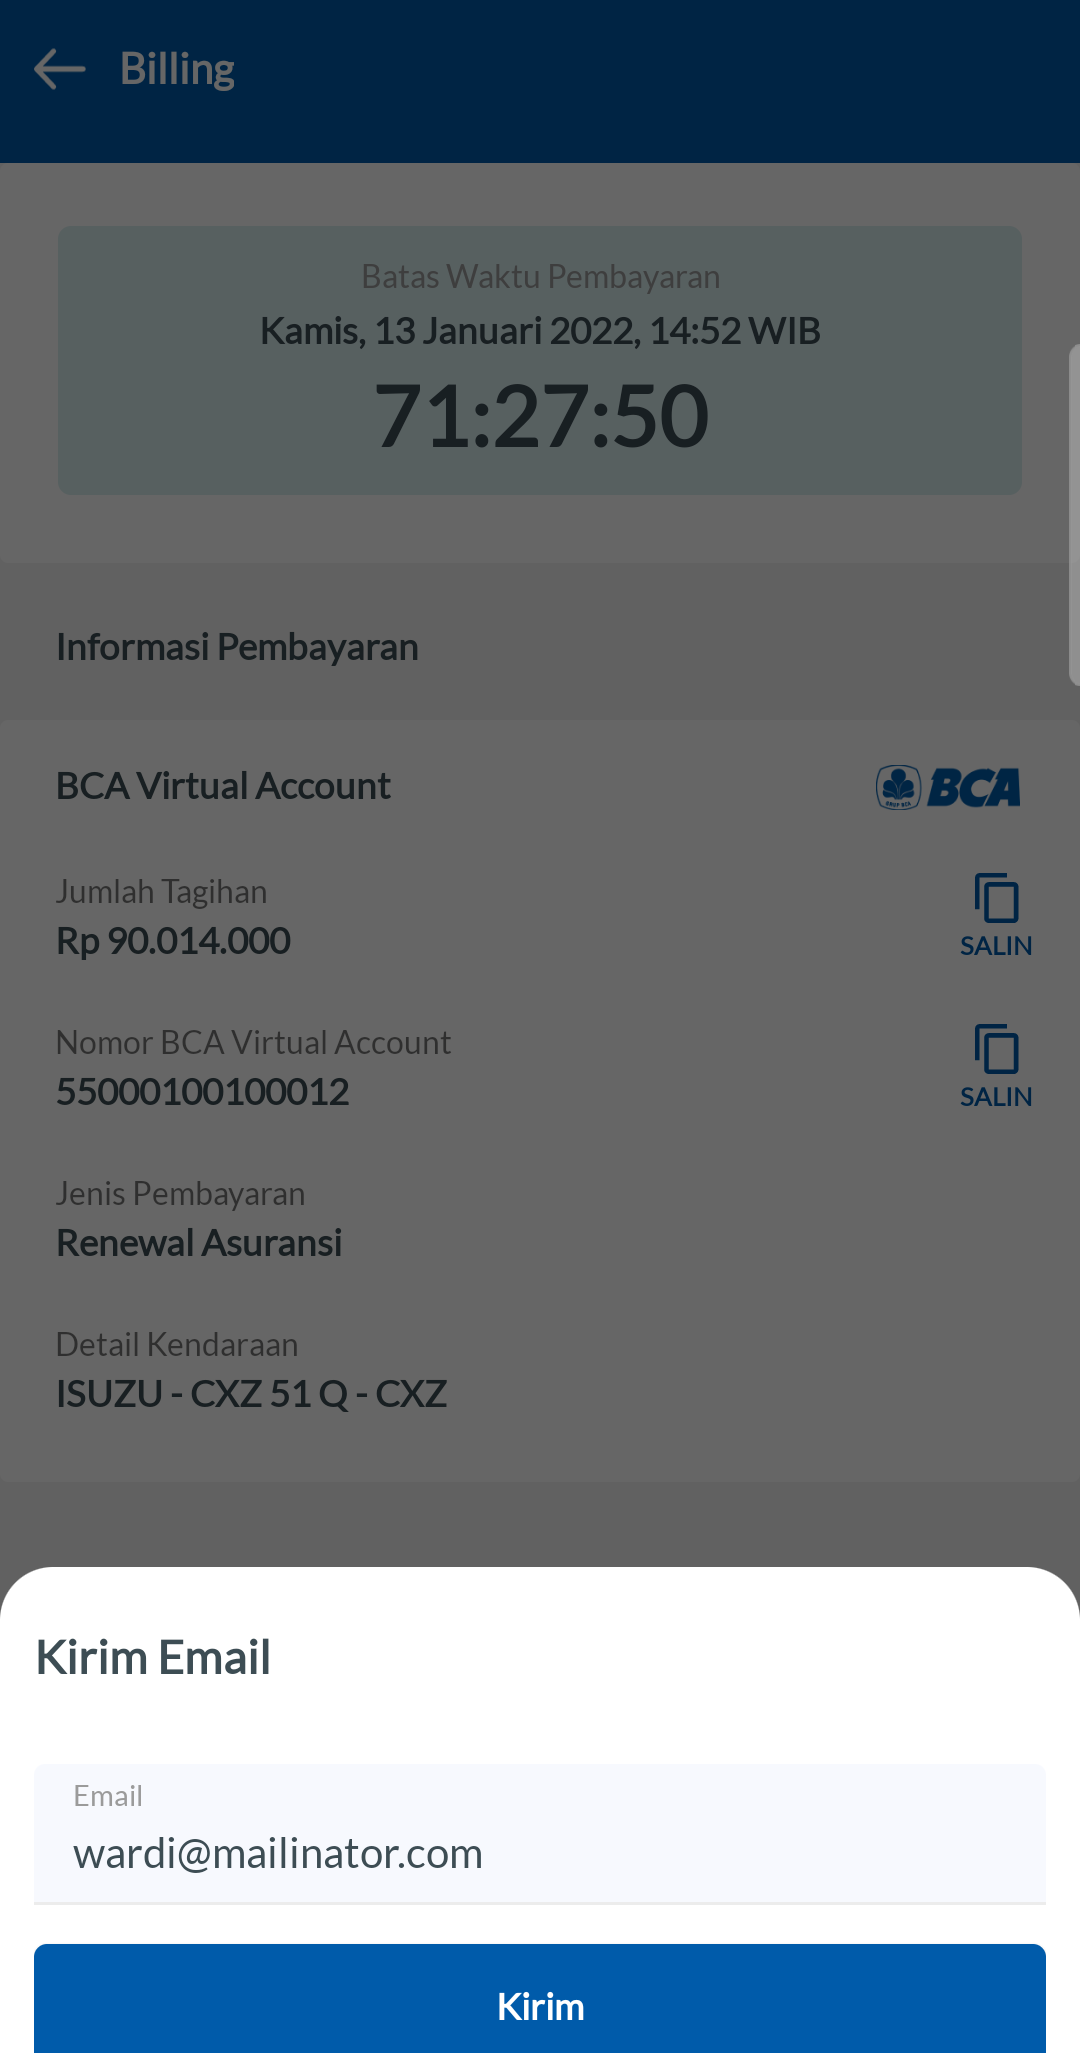 Billing
Batas Waktu Pembayaran
Kamis, 13 Januari 2022, 14:52 WIB
71:27:50
Informasi Pembayaran
BCA Virtual Account
BCA
Jumlah Tagihan
Rp 90.014.000
SALIN
Nomor BCA Virtual Account
55000100100012
SALIN
Jenis Pembayaran
Renewal Asuransi
Detail Kendaraan
ISUZU - CXZ 51 Q - CXZ
Kirim Email
Email
wardi@mailinator.com
Kirim